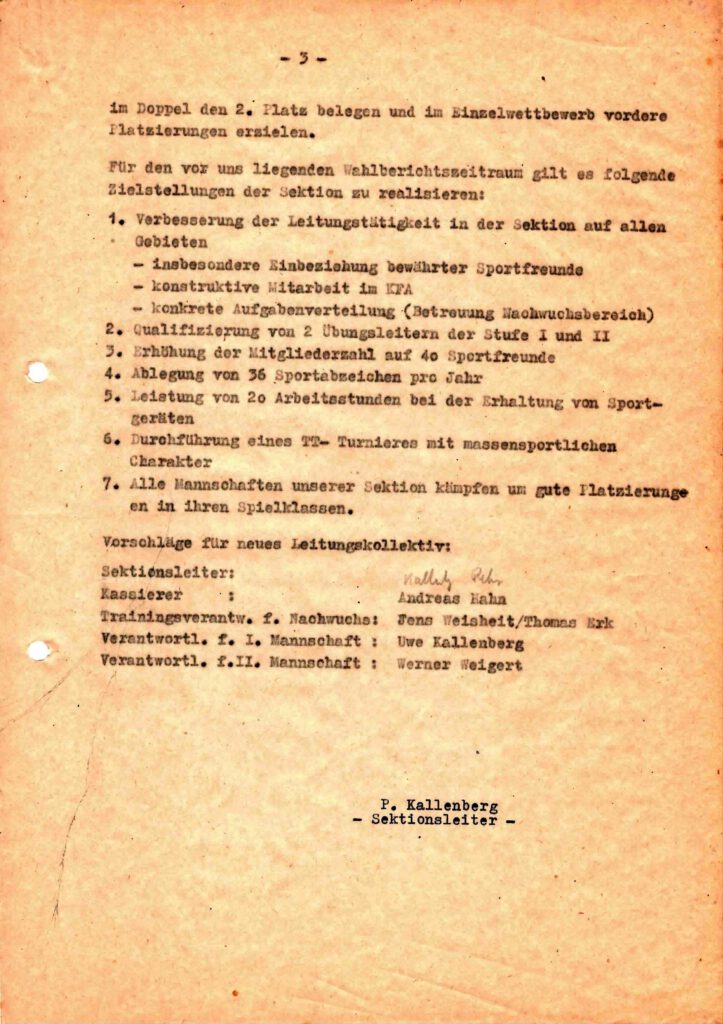 - 3 -
im Doppel den 2. Platz belegen und im Einzelwettbewerb vordere
Platzierungen erzielen.
Für den vor uns liegenden Wahlberichtszeitraum gilt es folgende
Zielstellungen der Sektion zu realisieren:
1. Verbesserung der Leitungstätigkeit in der Sektion auf allen
Gebieten
- insbesondere Einbeziehung bewährter Sportfreunde
- konstruktive Mitarbeit im KFA
- konkrete Aufgabenverteilung (Betreuung Nachwuchsbereich)
2. Qualifizierung von 2 Übungsleitern der Stufe I und II
3. Erhöhung der Mitgliederzahl auf 4o Sportfreunde
4. Ablegung von 36 Sportabzeichen pro Jahr
5. Leistung von 2o Arbeitsstunden bei der Erhaltung von Sport-
geräten
6. Durchführung eines TT- Turnieres mit massensportlichen
Charakter
7. Alle Mannschaften unserer Sektion kämpfen um gute Platzierunge
en in ihren Spielklassen.
Vorschläge für neues Leitungskollektiv:
Sektionsleiter:
Kassierer : Andreas Hahn
Trainingsverantw. f. Nachwuchs: Jens Weisheit/Thomas Erk
Verantwortl. f. I. Mannschaft : Uwe Kallenberg
Verantwortl. f.II. Mannschaft : Werner Weigert
P. Kallenberg
- Sektionsleiter -